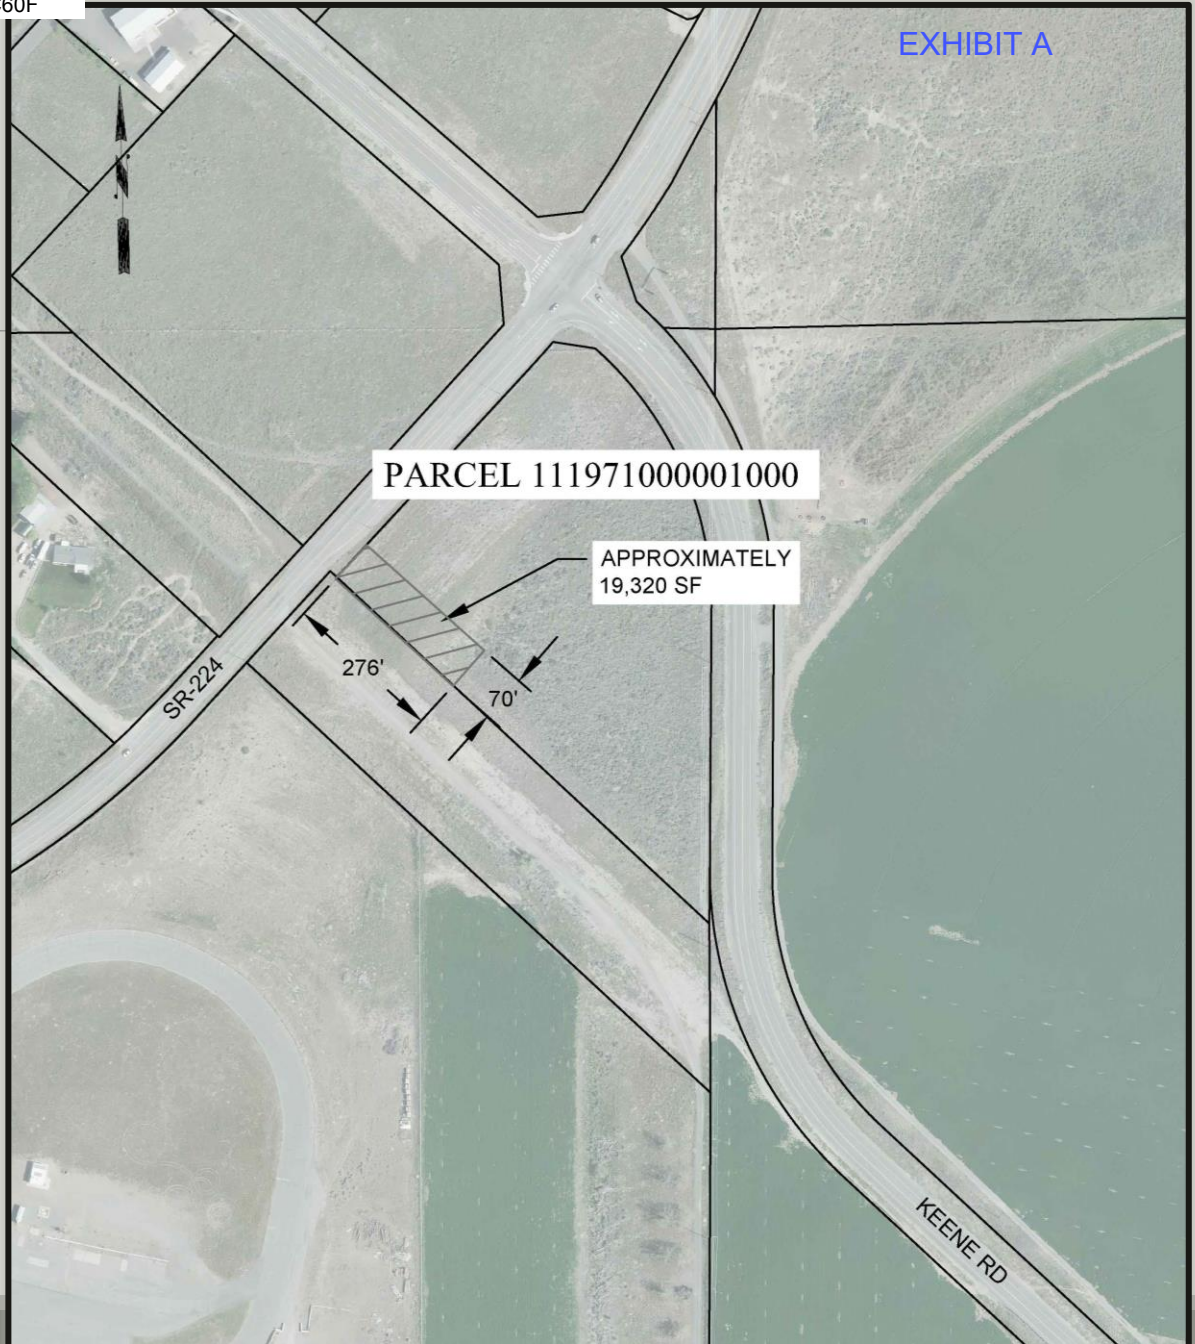 60F
EXHIBIT A
N
PARCEL 111971000001000
APPROXIMATELY
19,320 SF
276'
70'
SR-224
KEENE RD